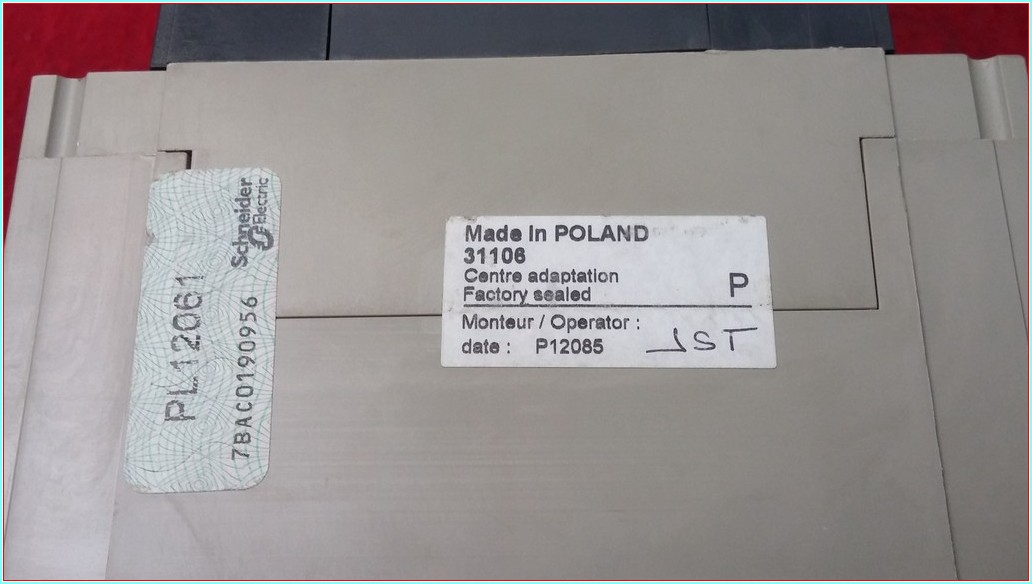 Schneider
Electric
PL12061
7BAC0190956
Made in POLAND
31106
Centre adaptation
Factory sealed
P
Monteur / Operator :
date : P12085
JST